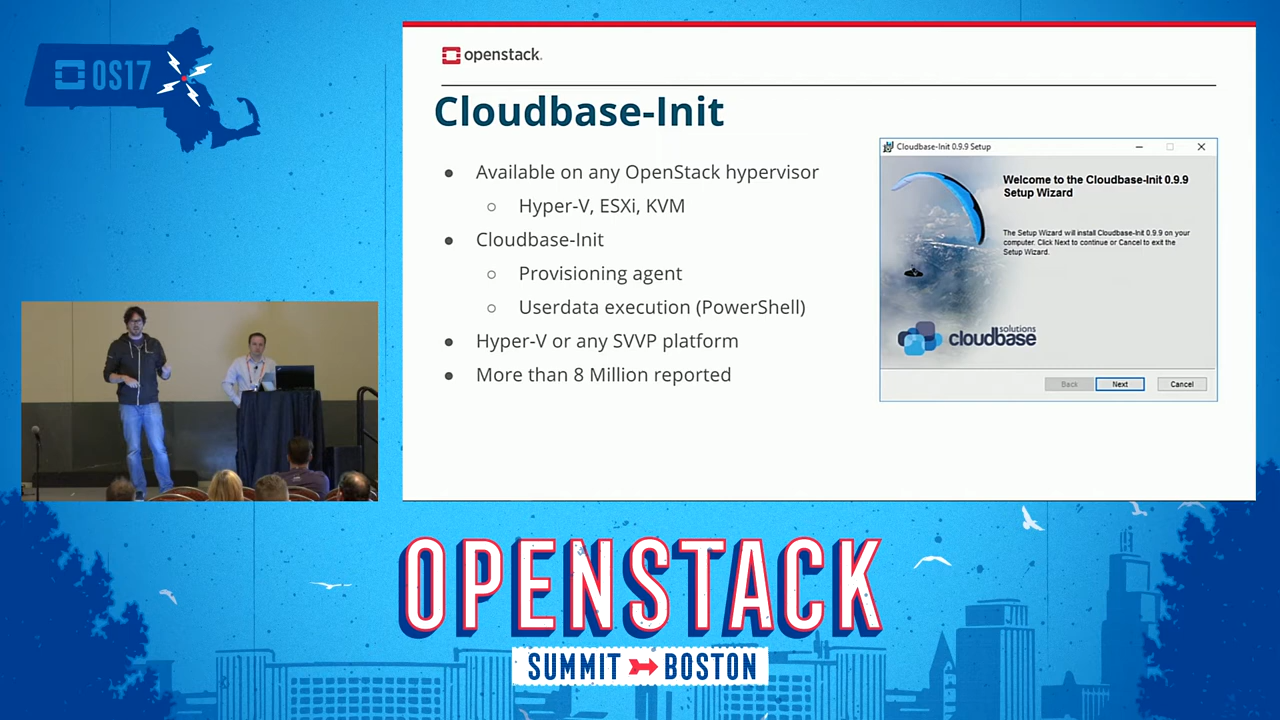 OS17
openstack.
Cloudbase-Init
Available on any OpenStack hypervisor
Hyper-V, ESXi, KVM
Cloudbase-Init
Provisioning agent
Userdata execution (PowerShell)
Hyper-V or any SVVP platform
More than 8 Million reported
Cloudbase-Init 0.9.9 Setup
Welcome to the Cloudbase-Init 0.9.9
Setup Wizard
The Setup Wizard will install Cloudbase-Init 0.9.9 on your
computer. Click Next to continue or Cancel to exit the
Setup Wizard.
solutions
cloudbase
Back
Next
Cancel
OPENSTACK
SUMMIT BOSTON